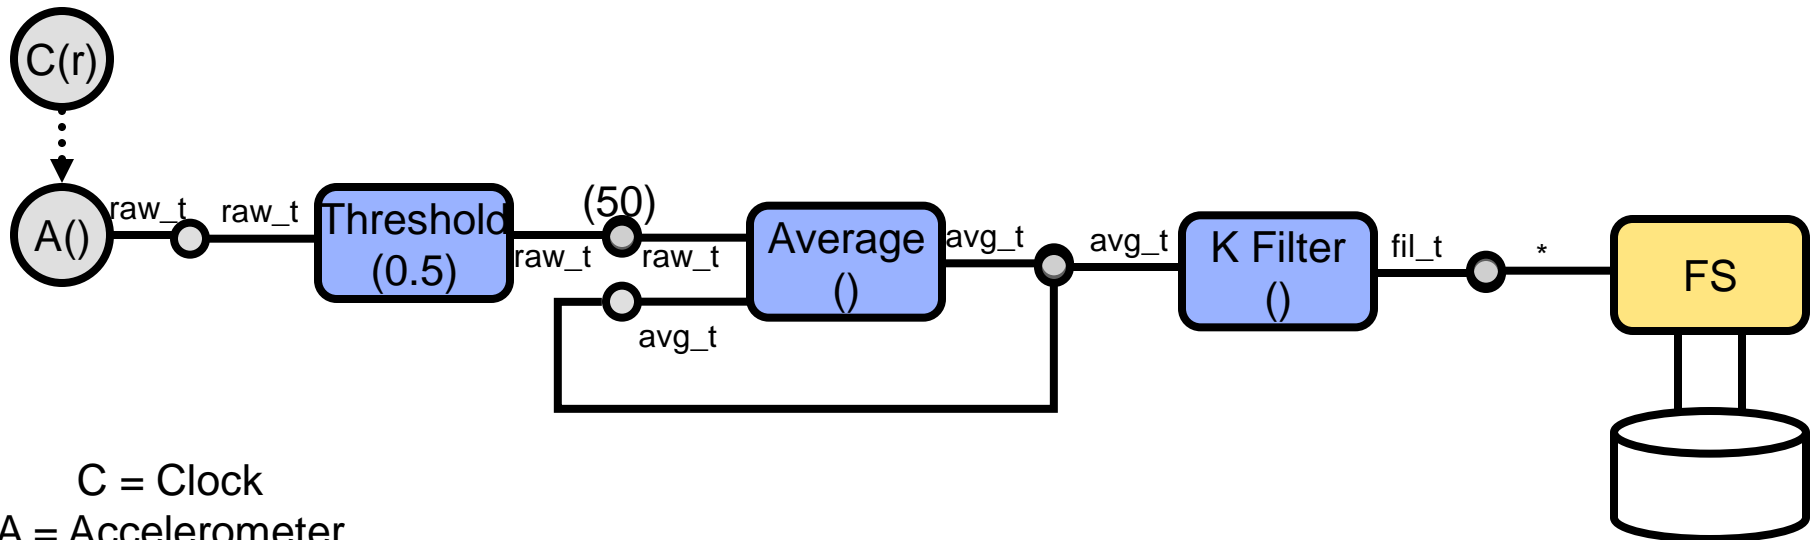 C(r)
A()
raw_t
raw_t
Threshold
(0.5)
raw_t
(50)
raw_t
avg_t
Average
()
avg_t
avg_t
K Filter
()
fil_t
*
FS
C = Clock
A = Accelerometer